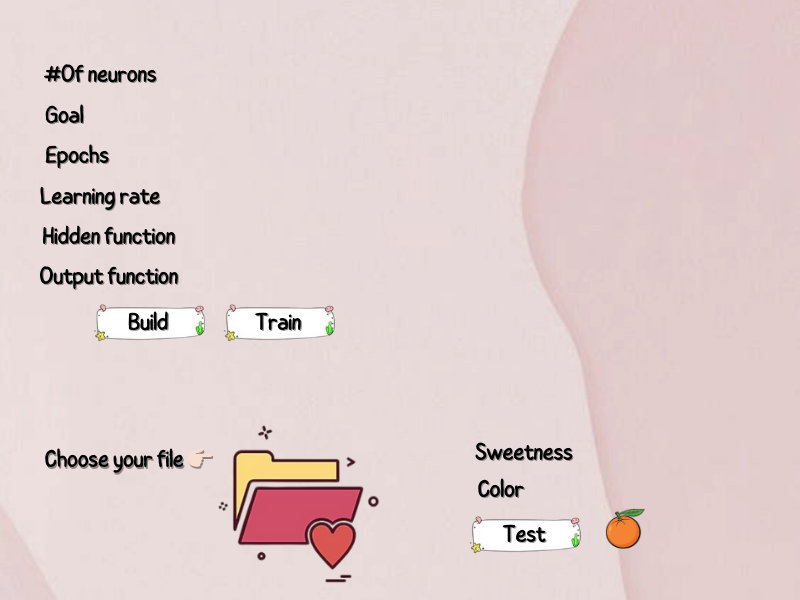 #Of neurons
Goal
Epochs
Learning rate
Hidden function
Output function
Build
Train
Choose your file
Sweetness
Color
Test